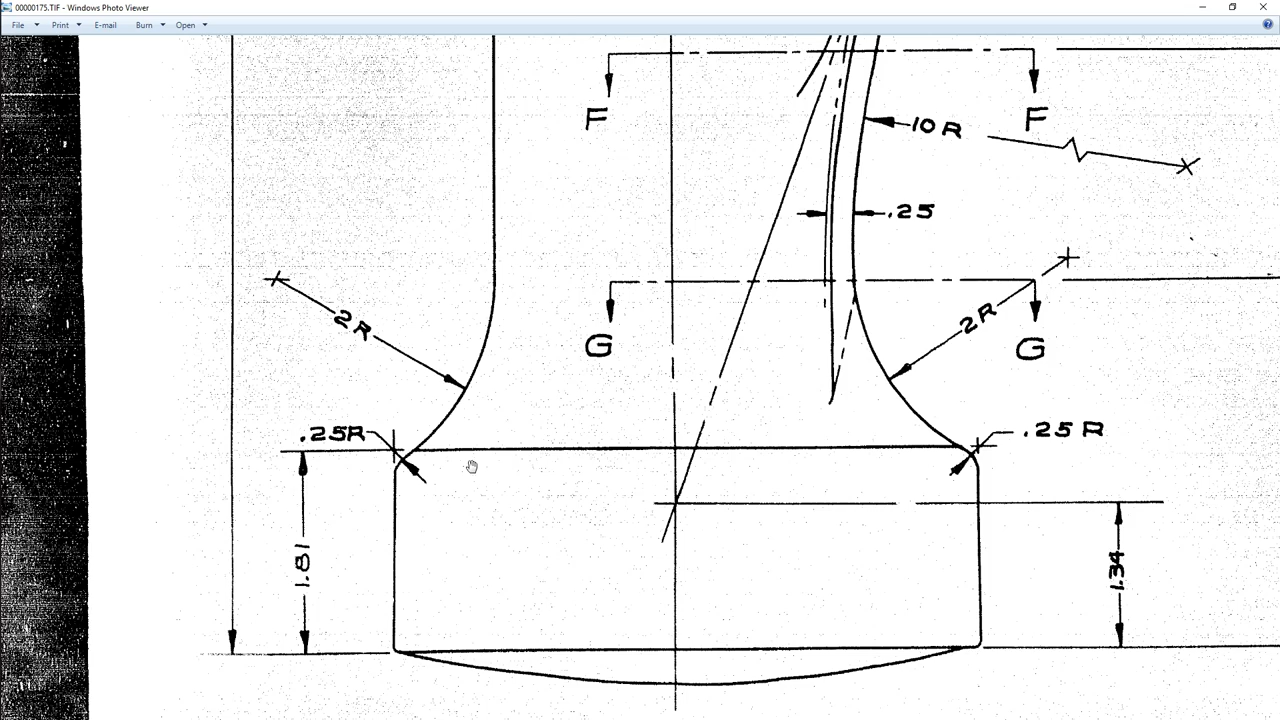 00000175.TIF - Windows Photo Viewer
File Print E-mail Burn Open
F F
10 R
.25
2 R 2 R
G G
.25R .25 R
1.81
1.34